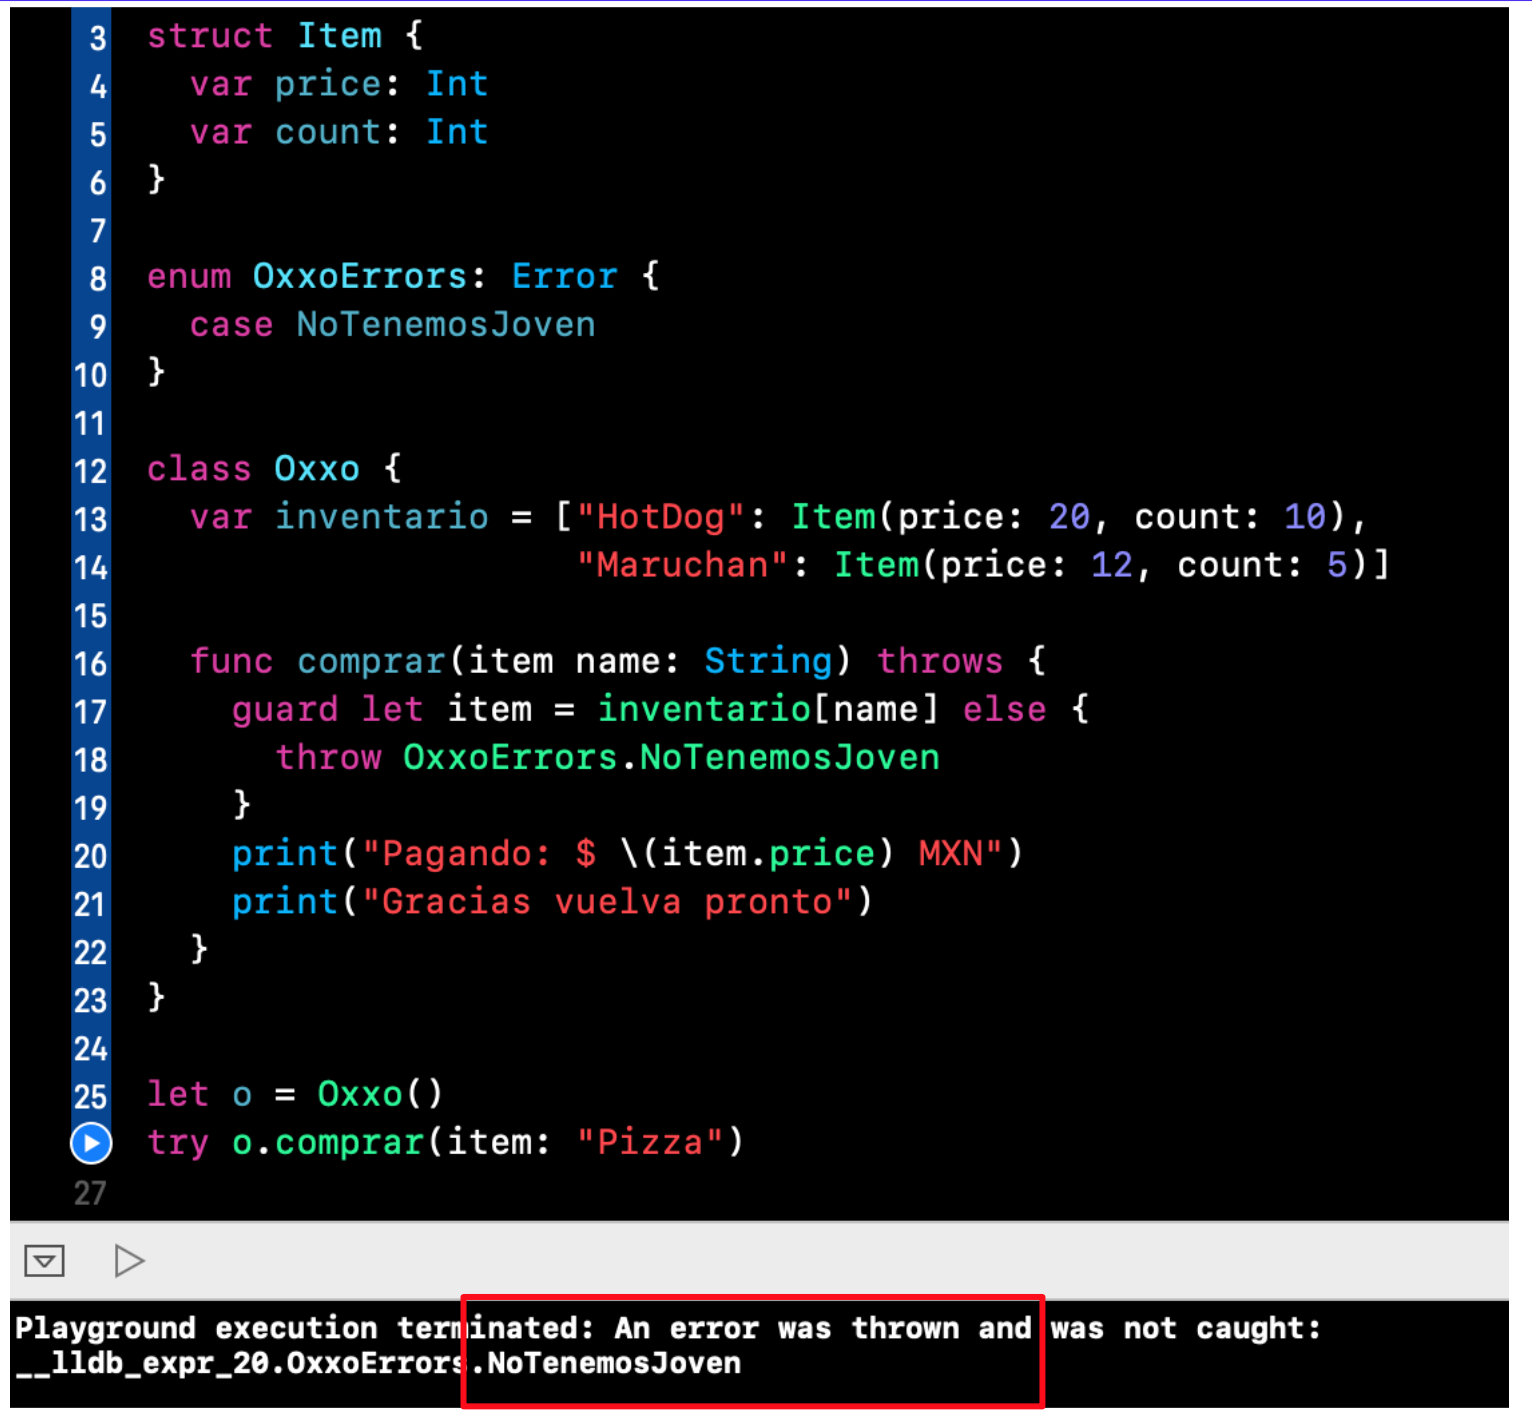 3 struct Item {
4 var price: Int
5 var count: Int
6 }
7
8 enum OxxoErrors: Error {
9 case NoTenemosJoven
10 }
11
12 class Oxxo {
13 var inventario = ["HotDog": Item(price: 20, count: 10),
14 "Maruchan": Item(price: 12, count: 5)]
15
16 func comprar(item name: String) throws {
17 guard let item = inventario[name] else {
18 throw OxxoErrors.NoTenemosJoven
19 }
20 print("Pagando: $ \(item.price) MXN")
21 print("Gracias vuelva pronto")
22 }
23 }
24
25 let o = Oxxo()
try o.comprar(item: "Pizza")
27
Playground execution terminated: An error was thrown and was not caught:
__lldb_expr_20.OxxoErrors.NoTenemosJoven